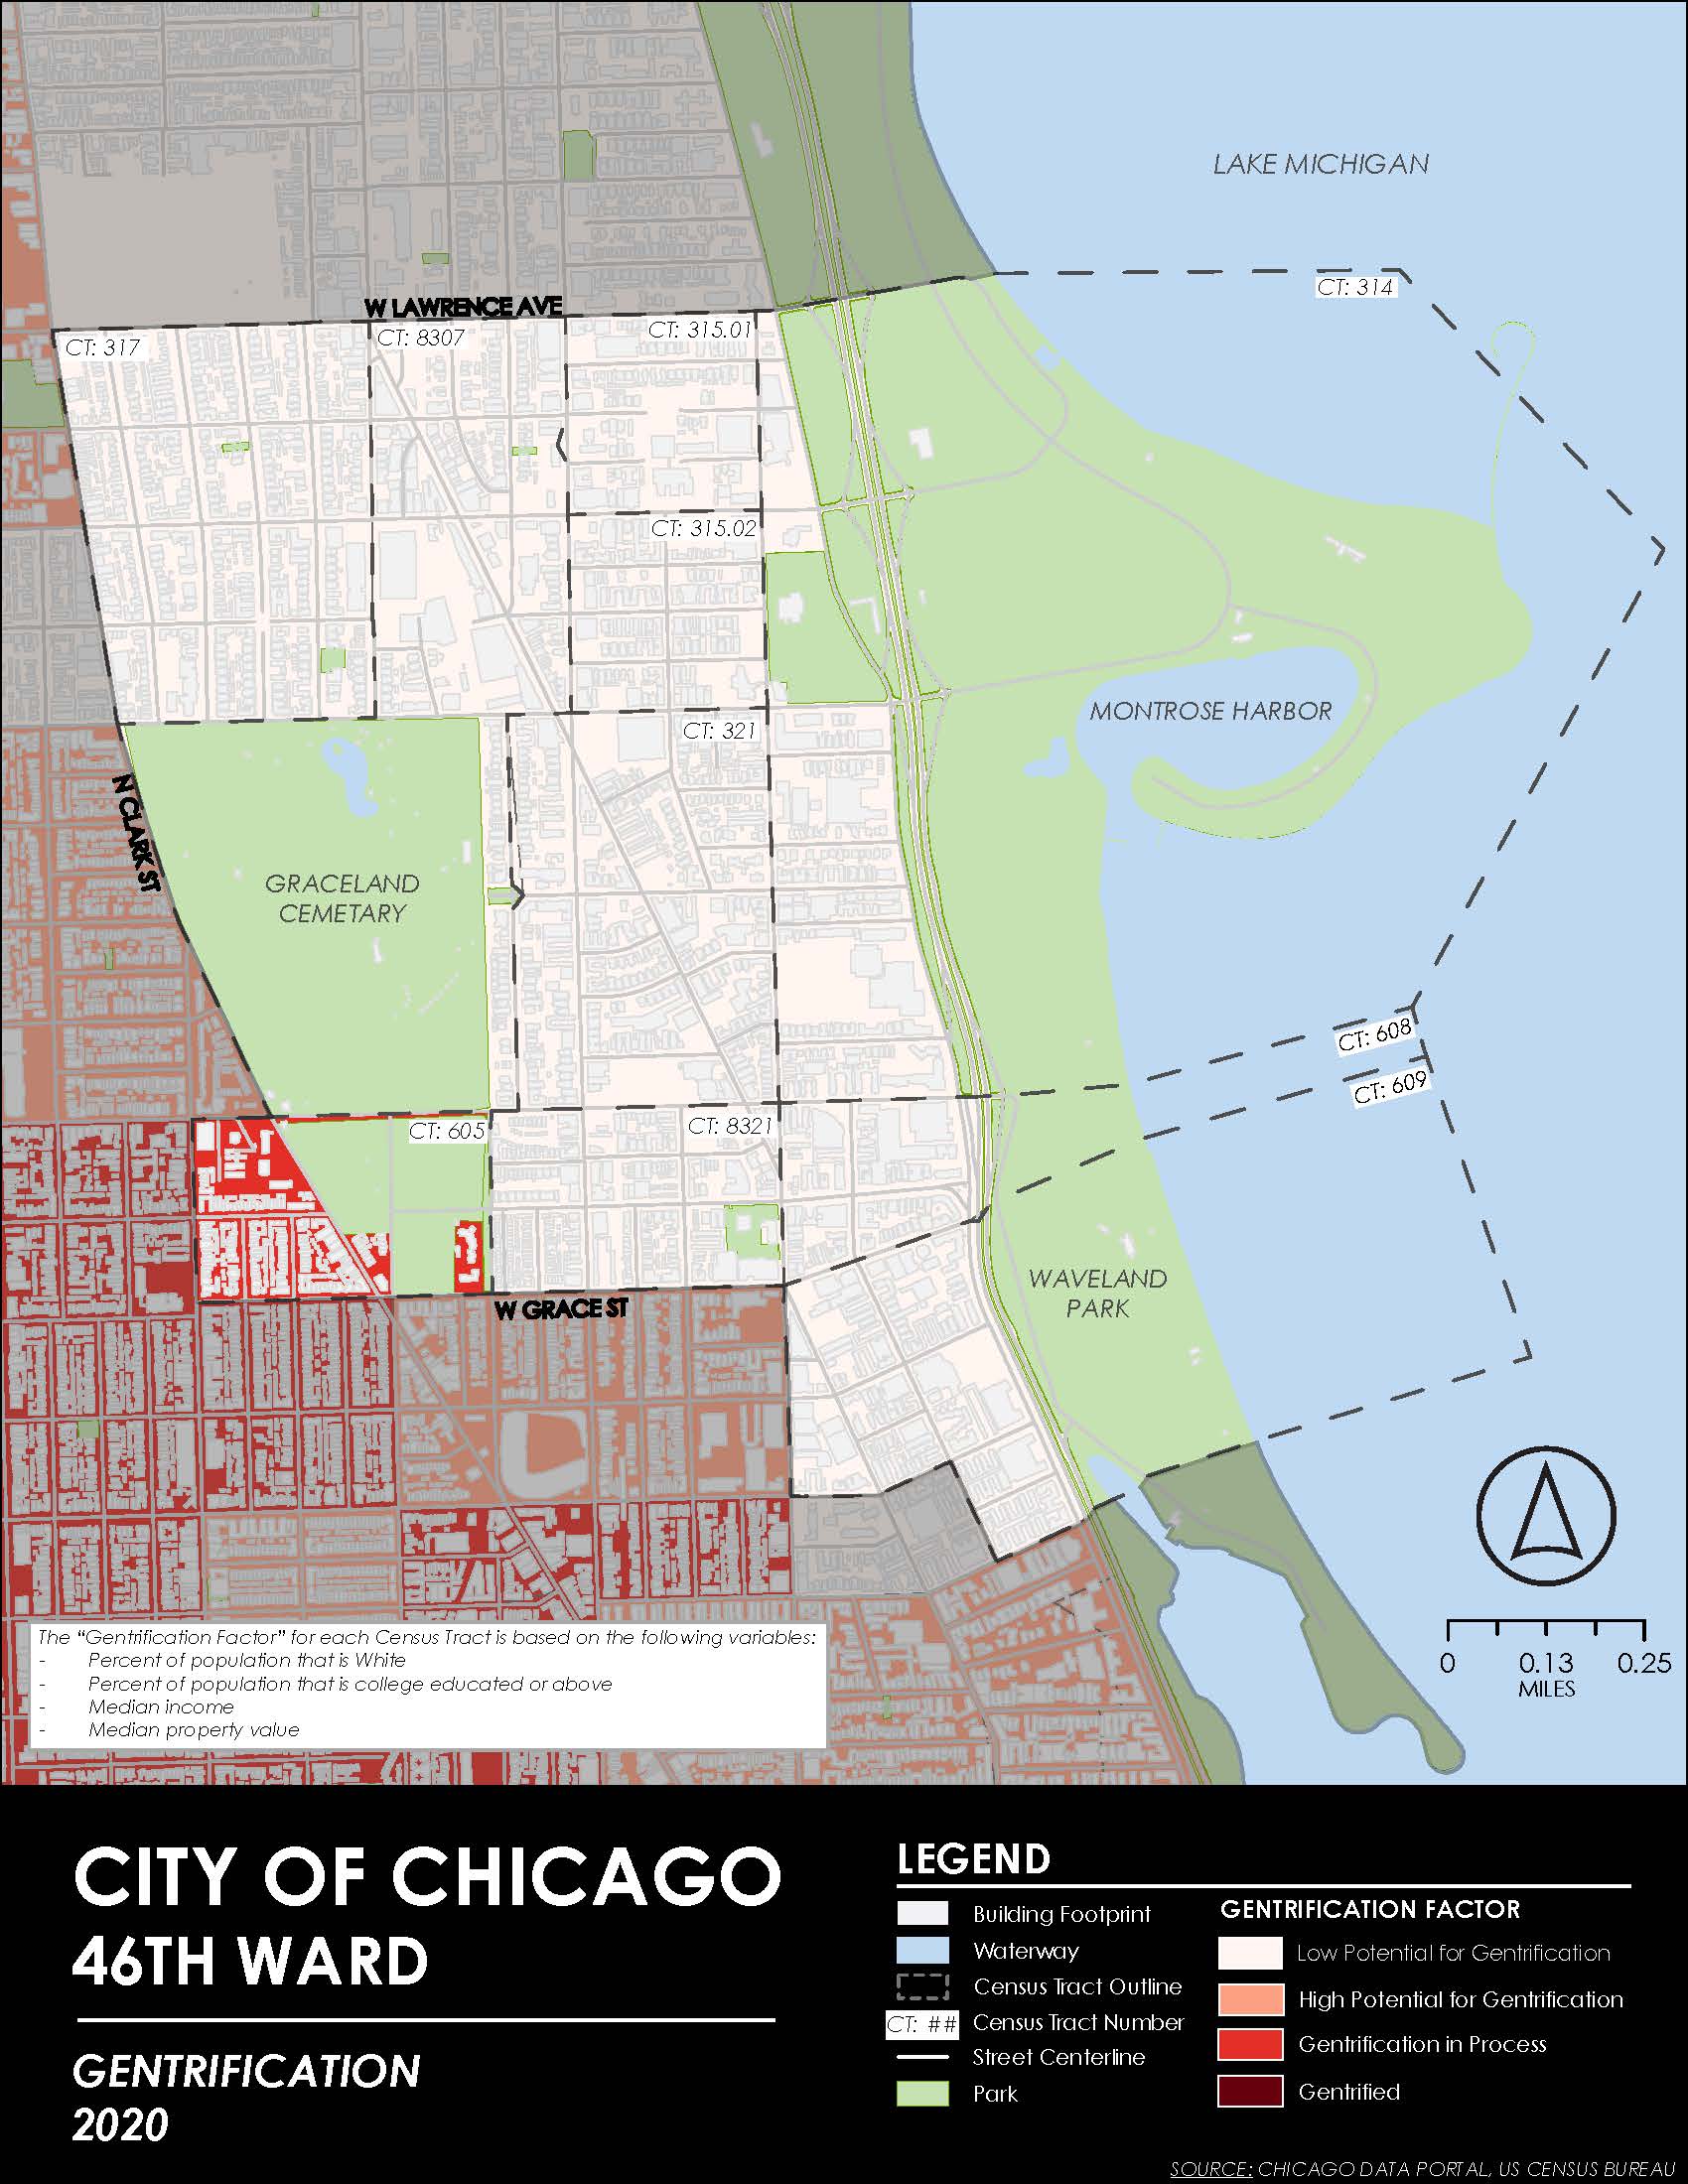 LAKE MICHIGAN
CT: 314
W LAWRENCE AVE
CT: 317
CT: 8307
CT: 315.01
CT: 315.02
MONTROSE HARBOR
CT: 321
N CLARK ST
GRACELAND
CEMETARY
CT: 608
CT: 609
CT: 605
CT: 8321
WAVELAND
PARK
W GRACE ST
The “Gentrification Factor” for each Census Tract is based on the following variables:
- Percent of population that is White
- Percent of population that is college educated or above
- Median income
- Median property value
0 0.13 0.25
MILES
CITY OF CHICAGO
46TH WARD
GENTRIFICATION
2020
LEGEND
Building Footprint
Waterway
Census Tract Outline
CT: ## Census Tract Number
Street Centerline
Park
GENTRIFICATION FACTOR
Low Potential for Gentrification
High Potential for Gentrification
Gentrification in Process
Gentrified
SOURCE: CHICAGO DATA PORTAL, US CENSUS BUREAU